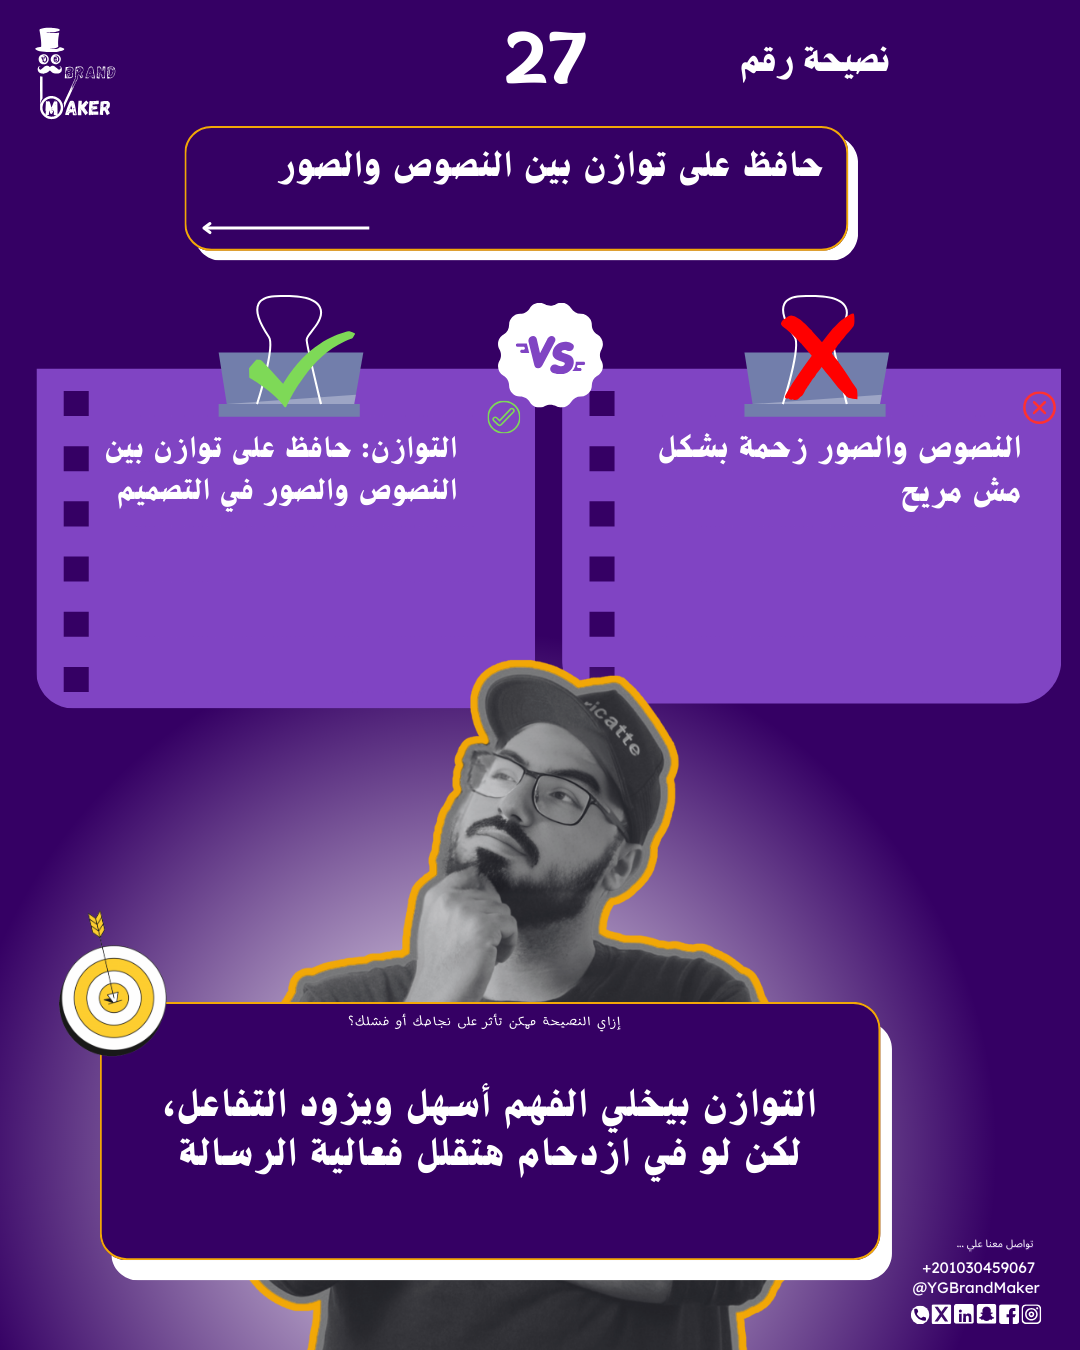 BRAND
MAKER
نصيحة رقم 27
حافظ على توازن بين النصوص والصور
VS
النصوص والصور زحمة بشكل
مش مريح
التوازن: حافظ على توازن بين
النصوص والصور في التصميم
icatte
إزاي النصيحة ممكن تأثر على نجاحك أو فشلك؟
التوازن بيخلي الفهم أسهل ويزود التفاعل،
لكن لو في ازدحام هتقلل فعالية الرسالة
تواصل معنا علي ...
+201030459067
@YGBrandMaker